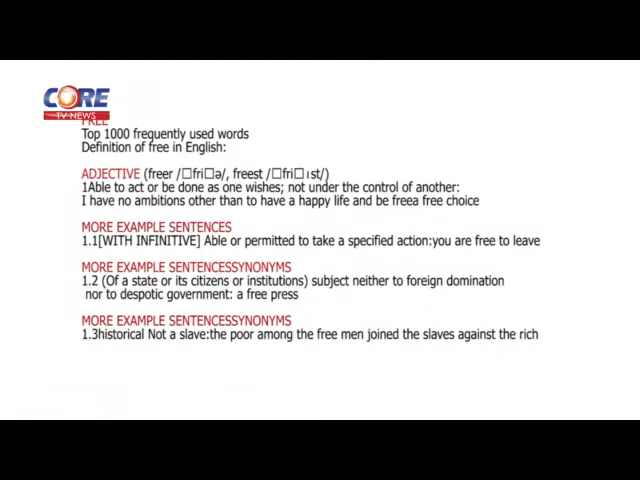 CORE
TV NEWS
FREE
Top 1000 frequently used words
Definition of free in English:
ADJECTIVE (freer /□fri□ə/, freest /□fri□ɪst/)
1Able to act or be done as one wishes; not under the control of another:
I have no ambitions other than to have a happy life and be freea free choice
MORE EXAMPLE SENTENCES
1.1[WITH INFINITIVE] Able or permitted to take a specified action:you are free to leave
MORE EXAMPLE SENTENCESSYNONYMS
1.2 (Of a state or its citizens or institutions) subject neither to foreign domination
nor to despotic government: a free press
MORE EXAMPLE SENTENCESSYNONYMS
1.3historical Not a slave:the poor among the free men joined the slaves against the rich